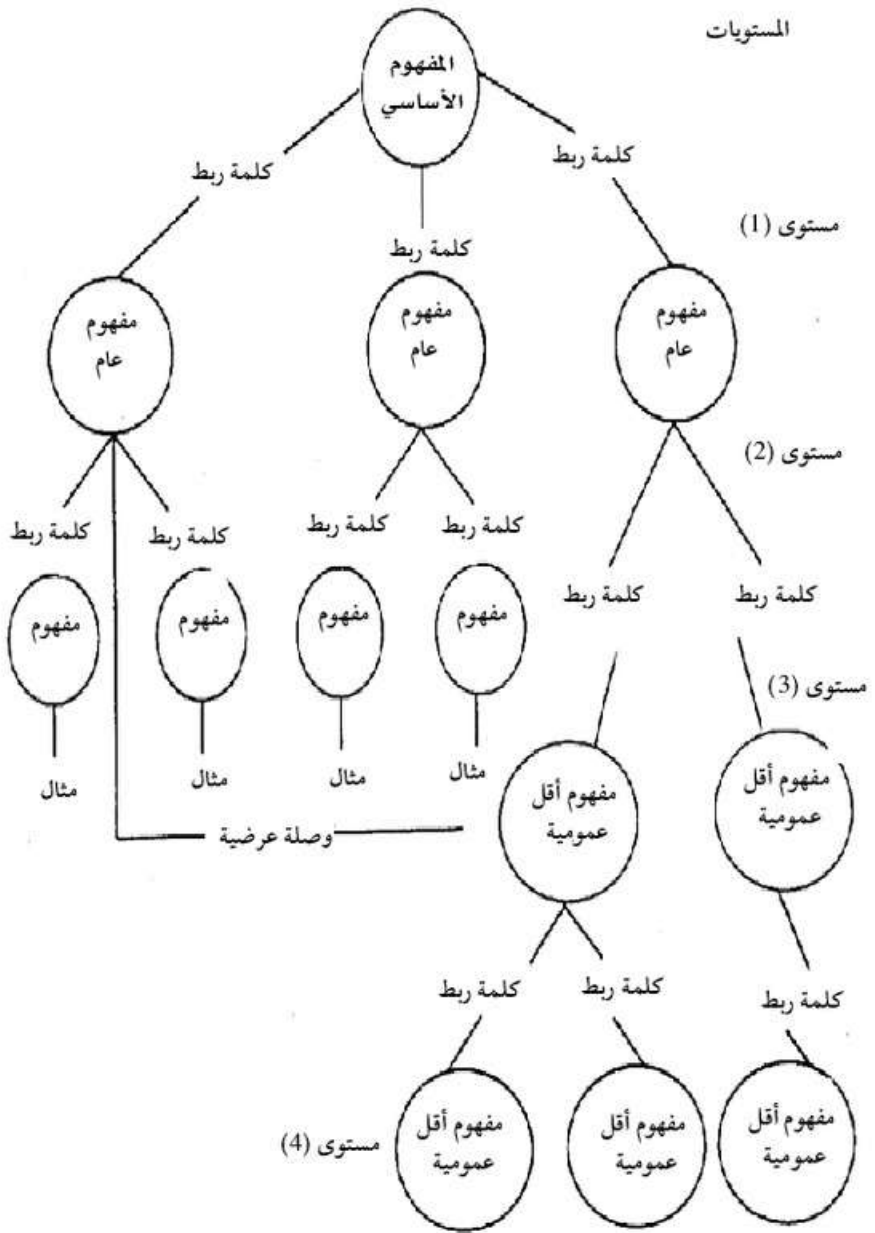 المستويات
المفهوم
الأساسي
كلمة ربط
كلمة ربط
كلمة ربط
مستوى (1)
مفهوم
عام
مفهوم
عام
مفهوم
عام
مستوى (2)
كلمة ربط
كلمة ربط
كلمة ربط
كلمة ربط
كلمة ربط
كلمة ربط
مفهوم
مفهوم
مفهوم
مفهوم
مستوى (3)
مثال
مثال
مثال
مثال
مفهوم أقل
عمومية
مفهوم أقل
عمومية
وصلة عرضية
كلمة ربط
كلمة ربط
كلمة ربط
مفهوم أقل
عمومية
مفهوم أقل
عمومية
مفهوم أقل
عمومية
مستوى (4)